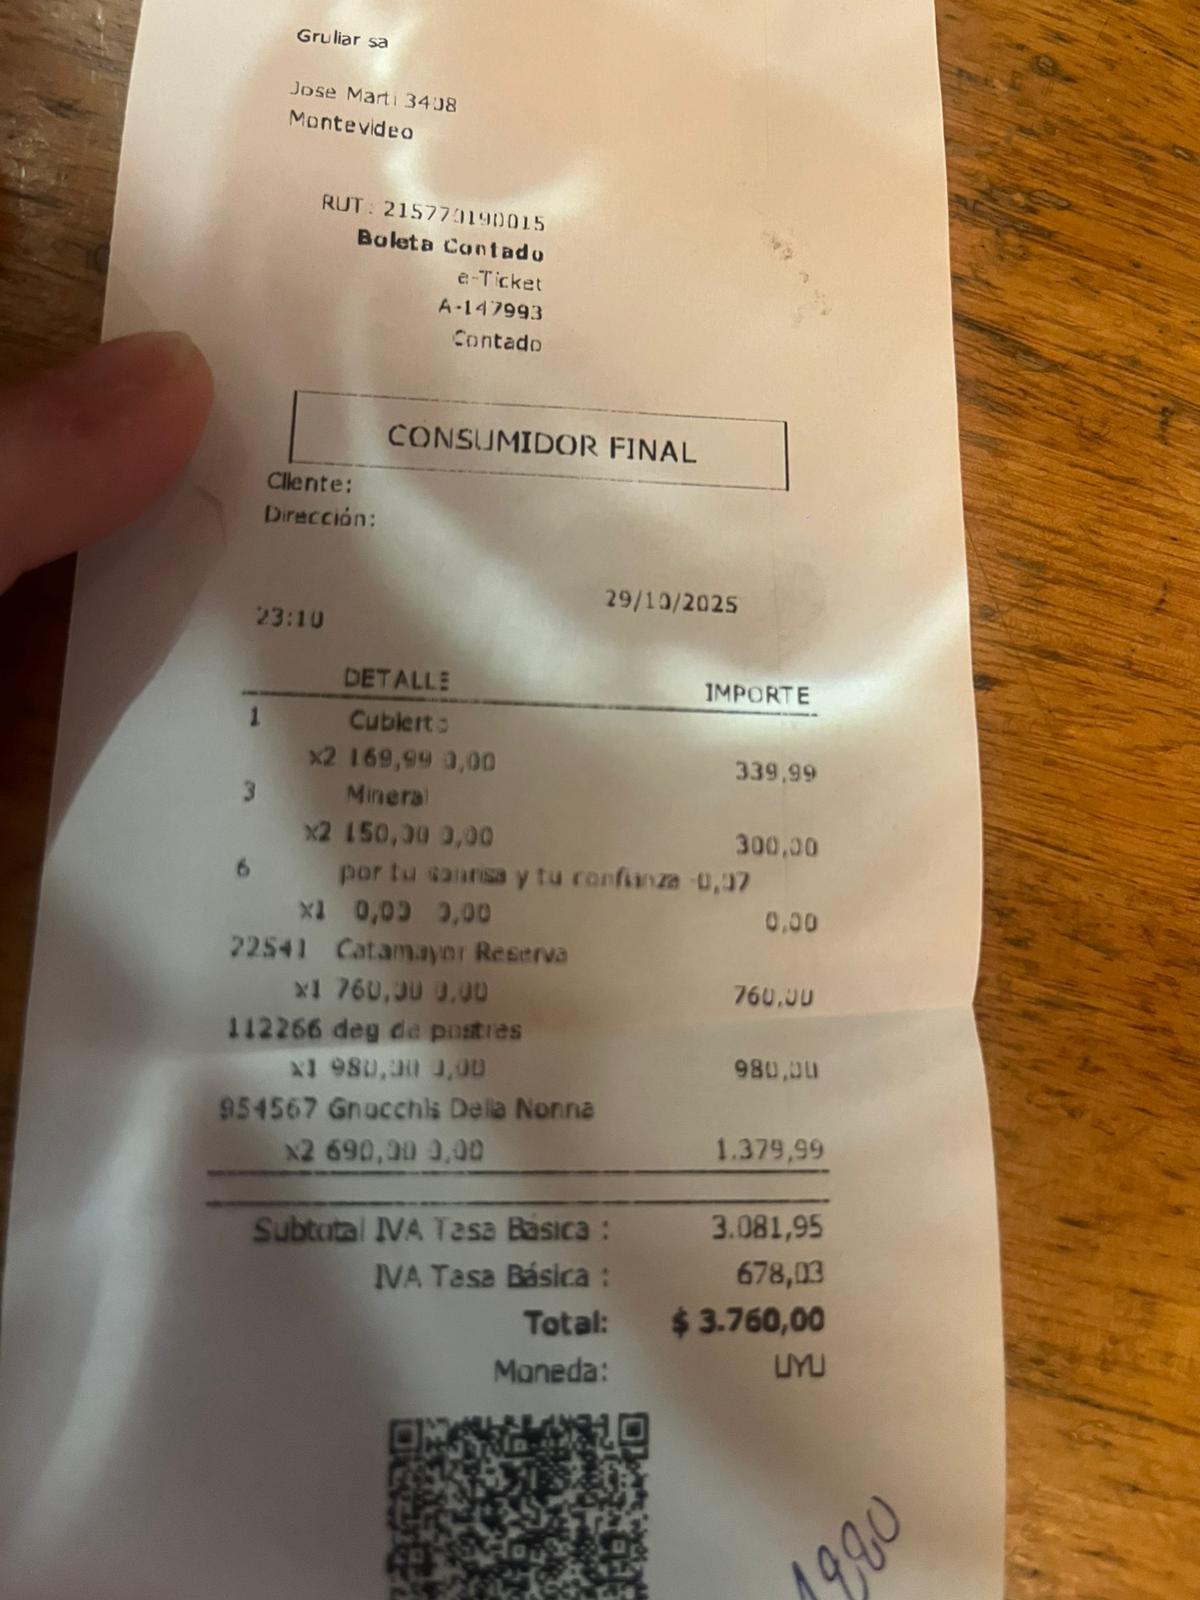 Gruliar sa
Jose Marti 3408
Montevideo
RUT: 215770190015
Boleta Contado
e-Ticket
A-147993
Contado
CONSUMIDOR FINAL
Cliente:
Dirección:
29/10/2025
23:10
DETALLE IMPORTE
1 Cubierto
x2 169,99 0,00 339,99
3 Mineral
x2 150,00 0,00 300,00
6 por tu sonrisa y tu confianza -0,07
x1 0,00 0,00 0,00
22541 Catamayor Reserva
x1 760,00 0,00 760,00
112266 deg de postres
x1 980,00 0,00 980,00
954567 Gnocchis Della Nonna
x2 690,00 0,00 1.379,99
Subtotal IVA Tasa Básica : 3.081,95
IVA Tasa Básica : 678,03
Total: $ 3.760,00
Moneda: UYU
1880